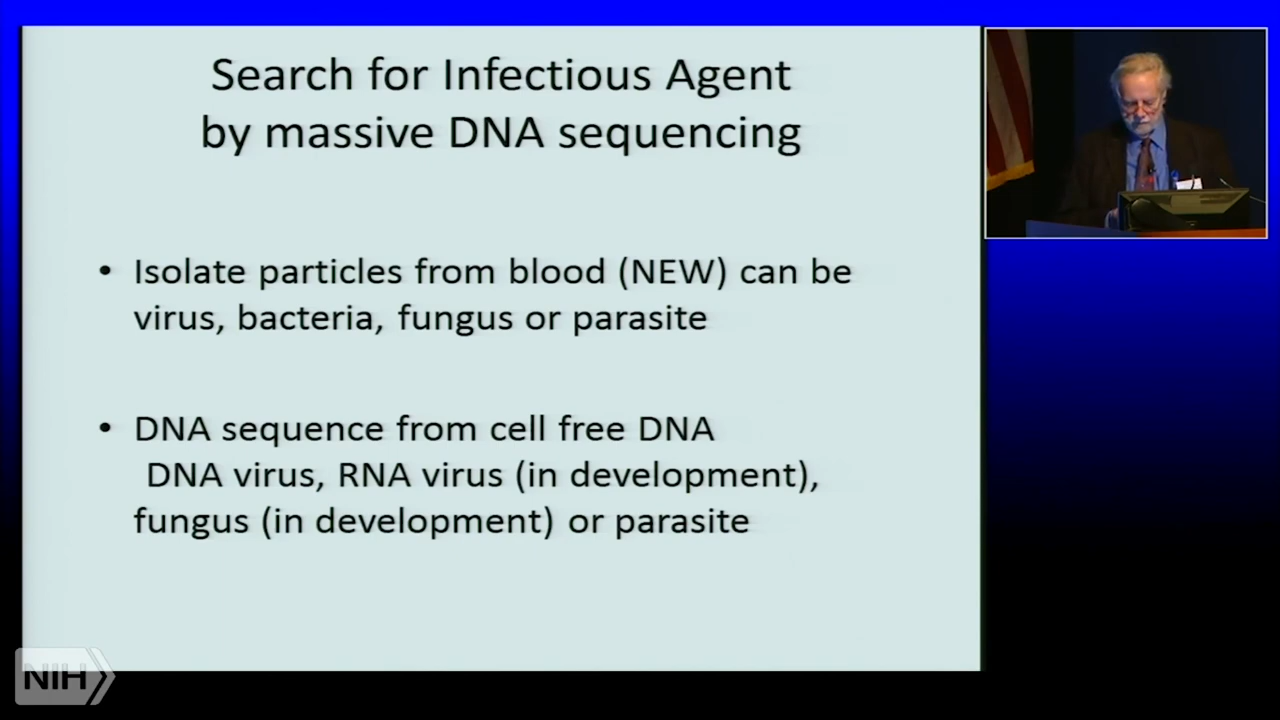 Search for Infectious Agent
by massive DNA sequencing
• Isolate particles from blood (NEW) can be
virus, bacteria, fungus or parasite
• DNA sequence from cell free DNA
DNA virus, RNA virus (in development),
fungus (in development) or parasite
NIH